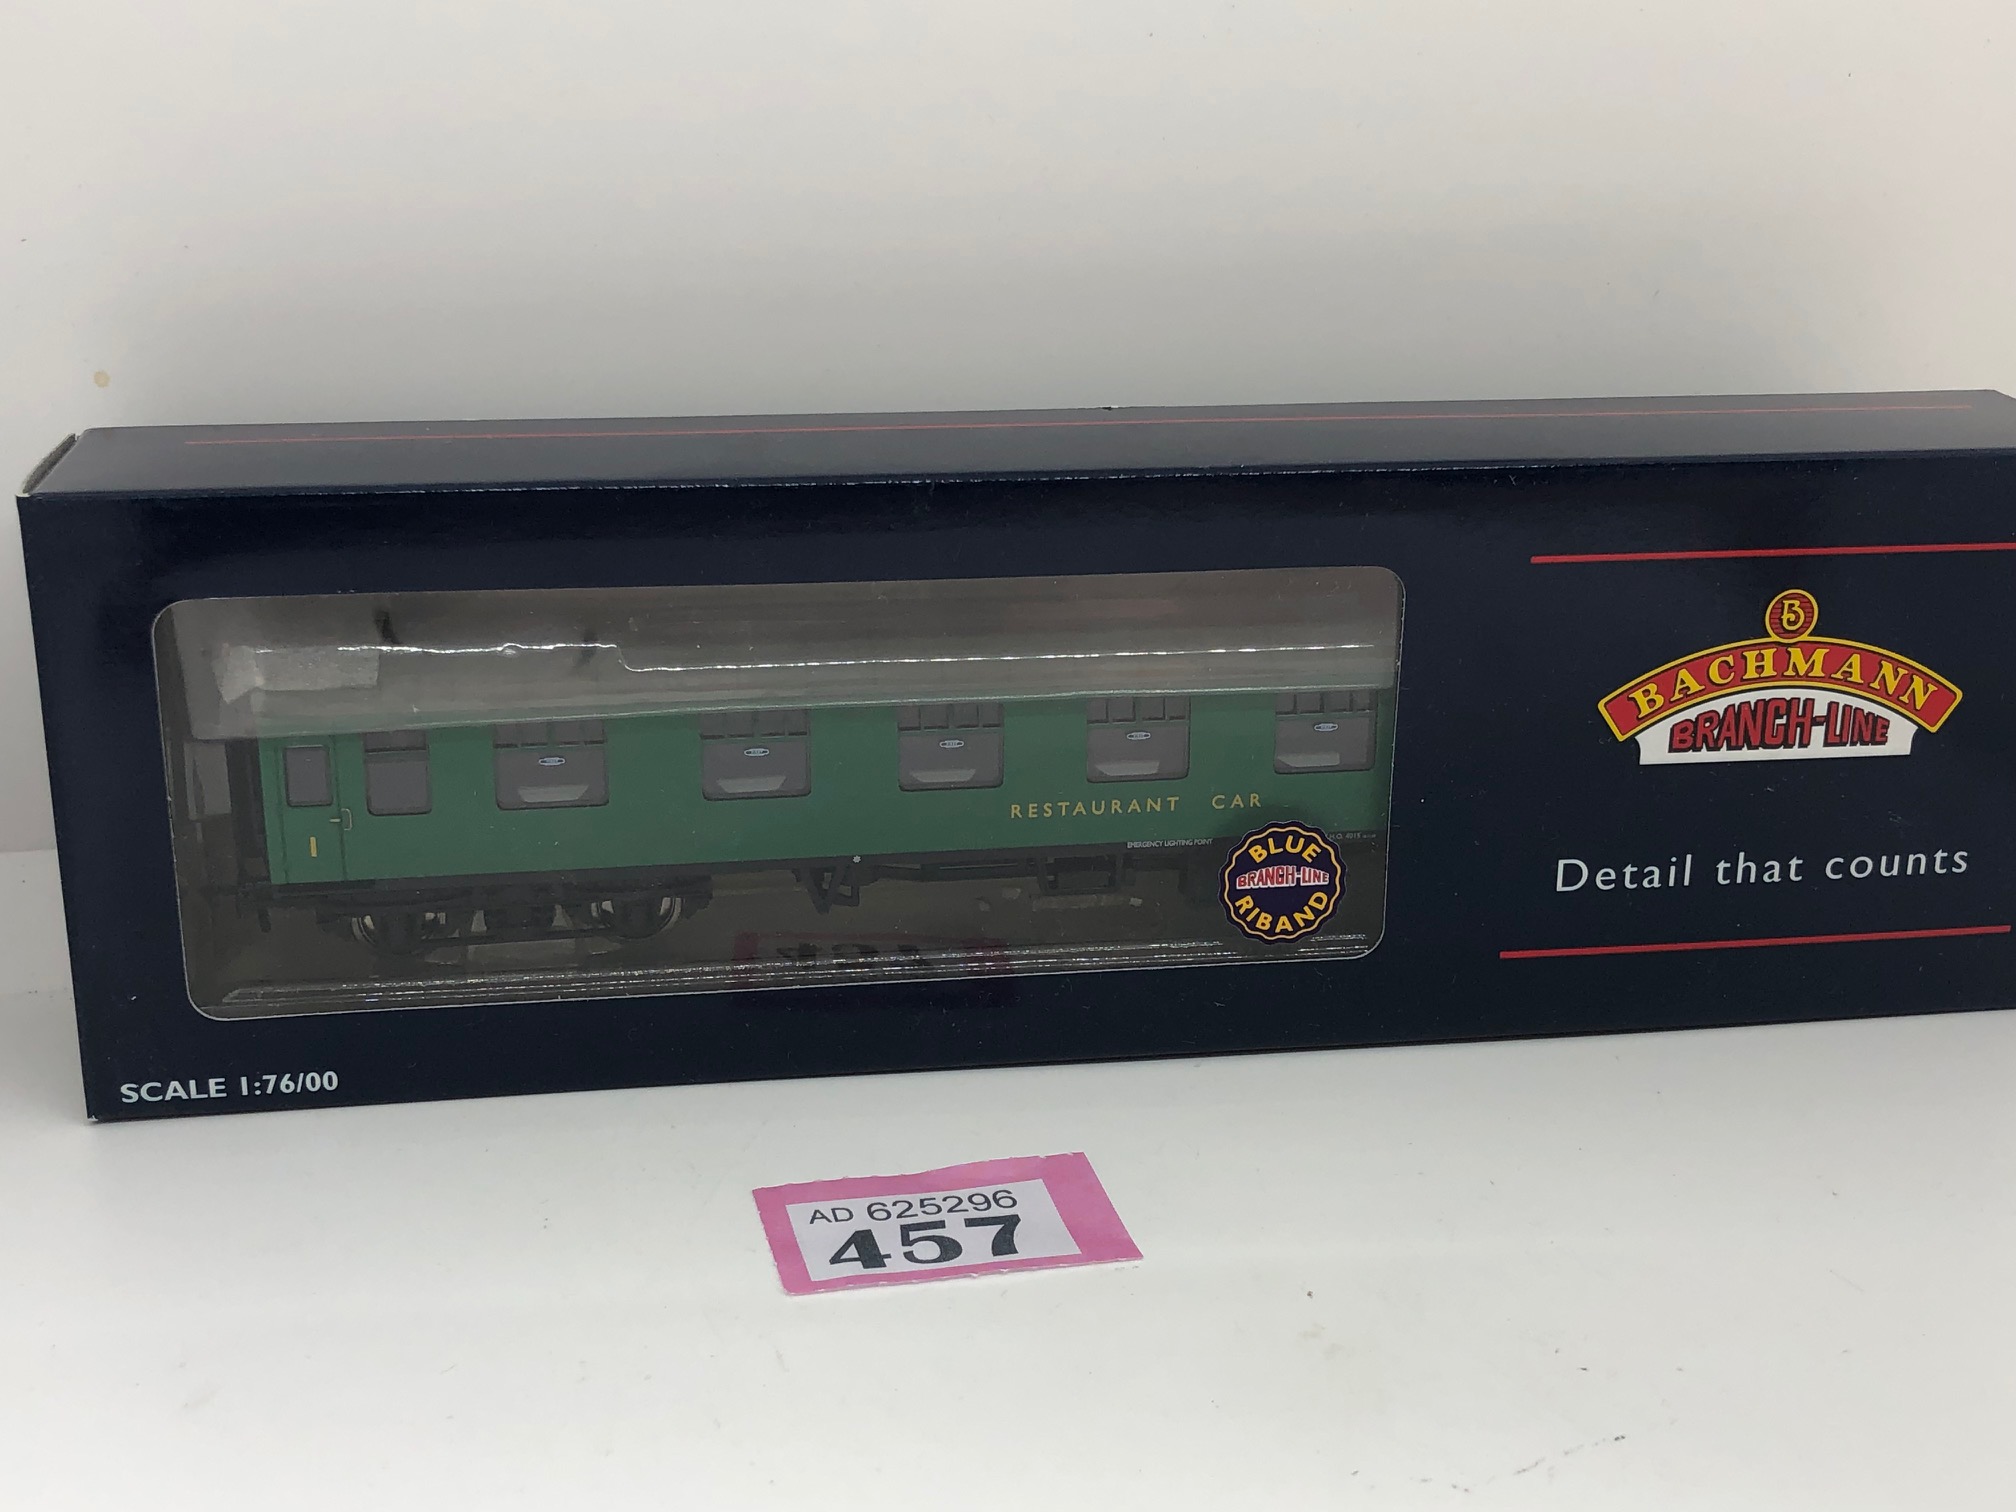 B
BACHMANN
BRANCH-LINE
Detail that counts
RESTAURANT CAR
EMERGENCY LIGHTING POINT
1
BLUE
BRANCH-LINE
RIBAND
SCALE 1:76/00
AD 625296
457